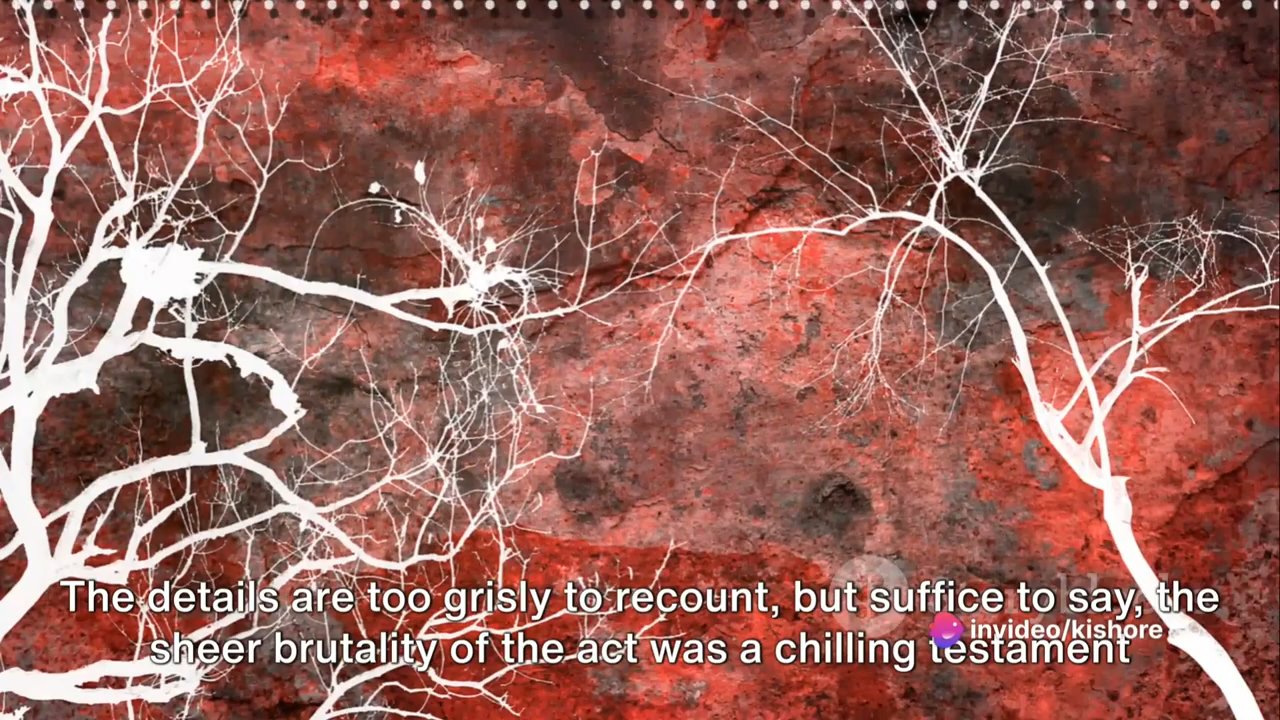 The details are too grisly to recount, but suffice to say, the
sheer brutality of the act was a chilling testament
invideo/kishore